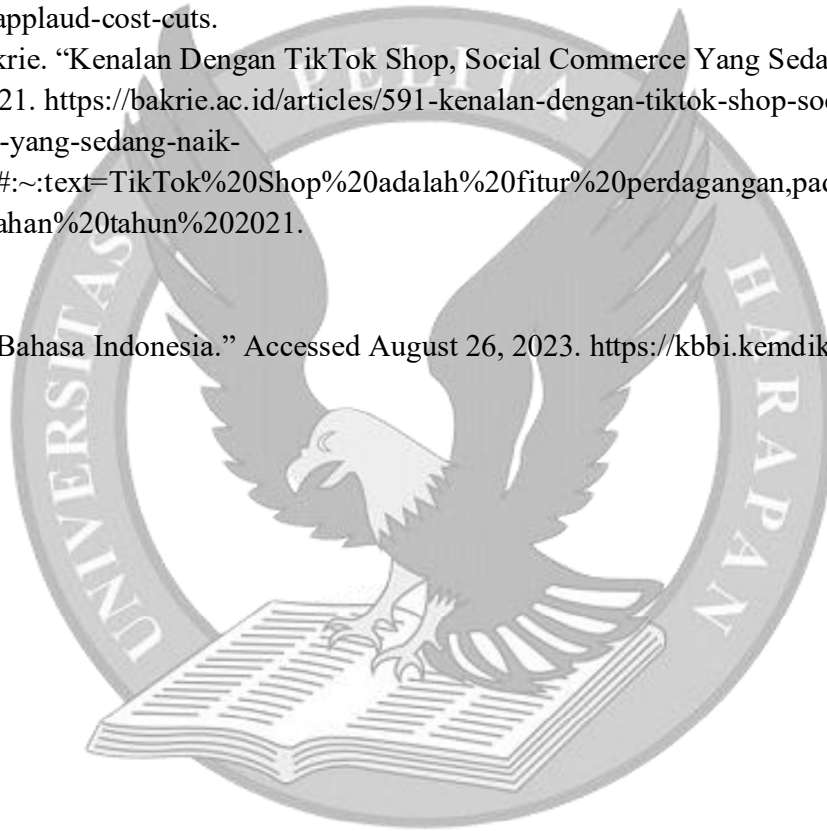 applaud-cost-cuts.
krie. “Kenalan Dengan TikTok Shop, Social Commerce Yang Seda
21. https://bakrie.ac.id/articles/591-kenalan-dengan-tiktok-shop-so
-yang-sedang-naik-
#:~:text=TikTok%20Shop%20adalah%20fitur%20perdagangan,pad
ahan%20tahun%202021.
Bahasa Indonesia.” Accessed August 26, 2023. https://kbbi.kemdik
UNIVERSITAS
PELITA
HARAPAN